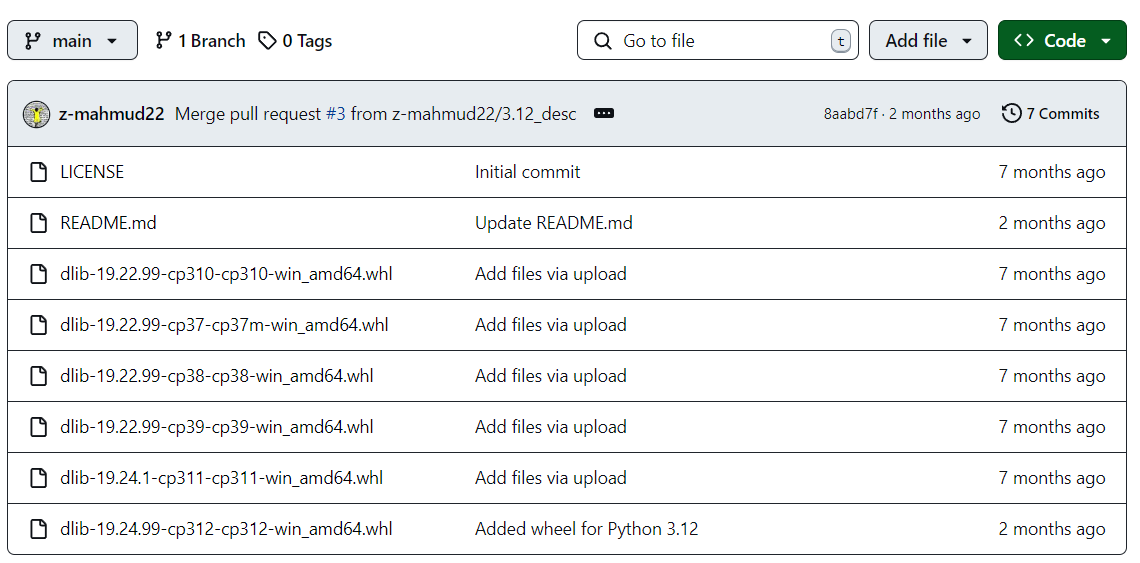 main 1 Branch 0 Tags Go to file t Add file Code
z-mahmud22 Merge pull request #3 from z-mahmud22/3.12_desc 8aabd7f · 2 months ago 7 Commits
LICENSE Initial commit 7 months ago
README.md Update README.md 2 months ago
dlib-19.22.99-cp310-cp310-win_amd64.whl Add files via upload 7 months ago
dlib-19.22.99-cp37-cp37m-win_amd64.whl Add files via upload 7 months ago
dlib-19.22.99-cp38-cp38-win_amd64.whl Add files via upload 7 months ago
dlib-19.22.99-cp39-cp39-win_amd64.whl Add files via upload 7 months ago
dlib-19.24.1-cp311-cp311-win_amd64.whl Add files via upload 7 months ago
dlib-19.24.99-cp312-cp312-win_amd64.whl Added wheel for Python 3.12 2 months ago